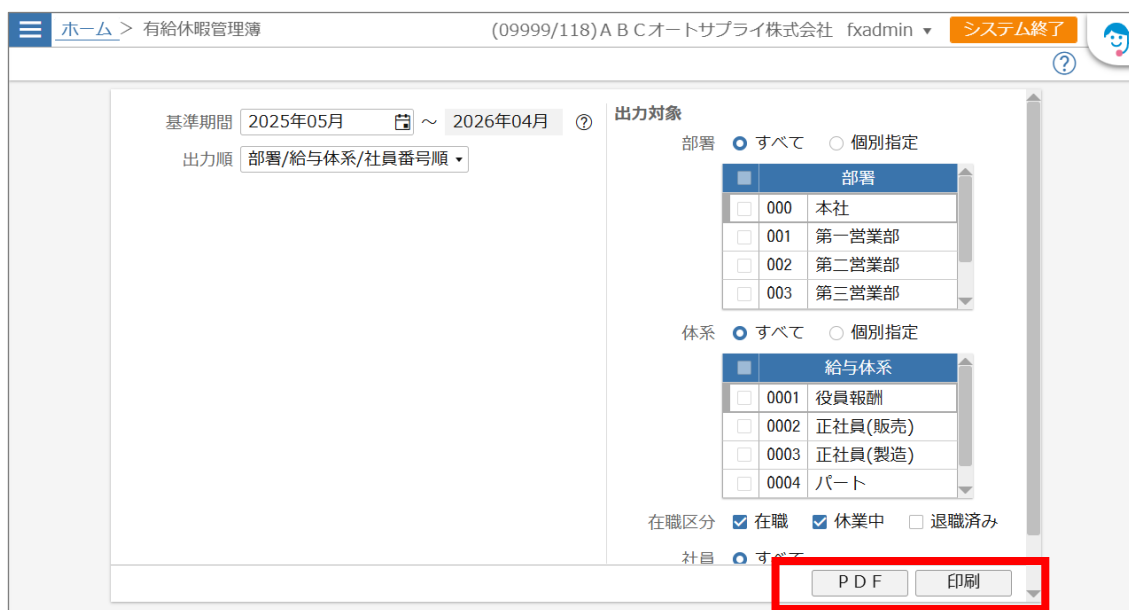 ホーム > 有給休暇管理簿 (09999/118)ABCオートサプライ株式会社 fxadmin ▼ システム終了
?
基準期間 2025年05月 ～ 2026年04月 ?
出力順 部署/給与体系/社員番号順
出力対象
部署 すべて 個別指定
部署
000 本社
001 第一営業部
002 第二営業部
003 第三営業部
体系 すべて 個別指定
給与体系
0001 役員報酬
0002 正社員(販売)
0003 正社員(製造)
0004 パート
在職区分 在職 休業中 退職済み
社員 すべて
PDF 印刷